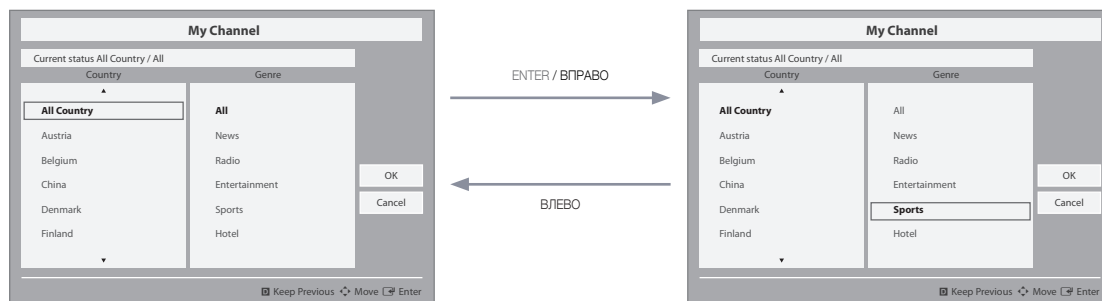 My Channel
Current status All Country / All
Country Genre
All Country All
Austria News
Belgium Radio
China Entertainment
Denmark Sports
Finland Hotel
OK
Cancel
Keep Previous Move Enter
ENTER / ВПРАВО
ВЛЕВО
My Channel
Current status All Country / All
Country Genre
All Country All
Austria News
Belgium Radio
China Entertainment
Denmark Sports
Finland Hotel
OK
Cancel
Keep Previous Move Enter